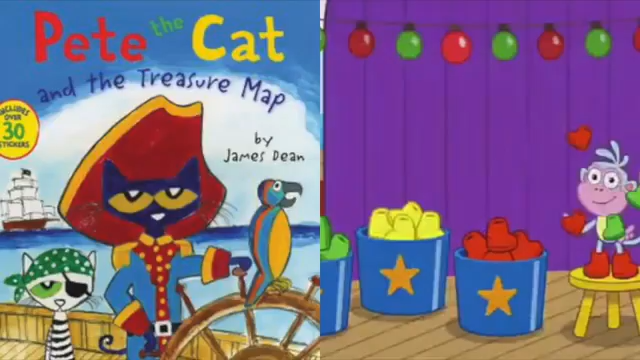 Pete the Cat
and the Treasure Map
by
James Dean
INCLUDES
OVER
30
STICKERS